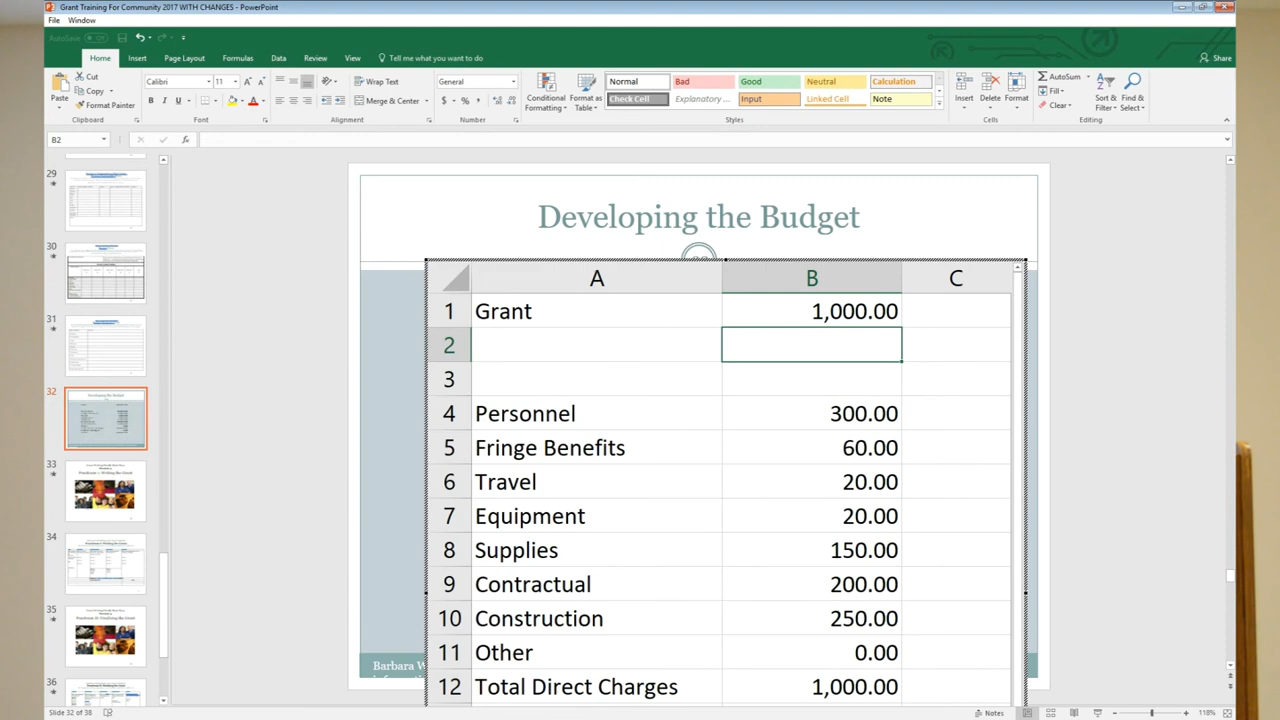 Grant Training For Community 2017 WITH CHANGES - PowerPoint
File Window
AutoSave Off
Home Insert Page Layout Formulas Data Review View Tell me what you want to do Share
Paste Cut Copy Format Painter Clipboard
Calibri 11 B I U Font
Wrap Text Merge & Center Alignment
General $ % Number
Conditional Formatting Format as Table
Normal Bad Good Neutral Calculation
Check Cell Explanatory ... Input Linked Cell Note
Styles
Insert Delete Format Cells
AutoSum Fill Clear Sort & Filter Find & Select Editing
B2 fx
29
30
31
32
33
34
35
36
Developing the Budget
A B C
1 Grant 1,000.00
2
3
4 Personnel 300.00
5 Fringe Benefits 60.00
6 Travel 20.00
7 Equipment 20.00
8 Supplies 150.00
9 Contractual 200.00
10 Construction 250.00
11 Other 0.00
12 Total Direct Charges 1,000.00
Barbara W
Slide 32 of 38 Notes 118%